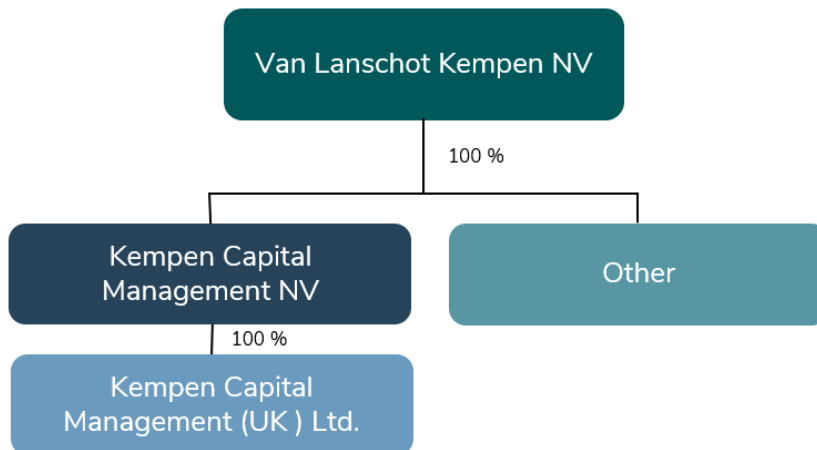 Van Lanschot Kempen NV
100 %
Kempen Capital
Management NV
Other
100 %
Kempen Capital
Management (UK ) Ltd.